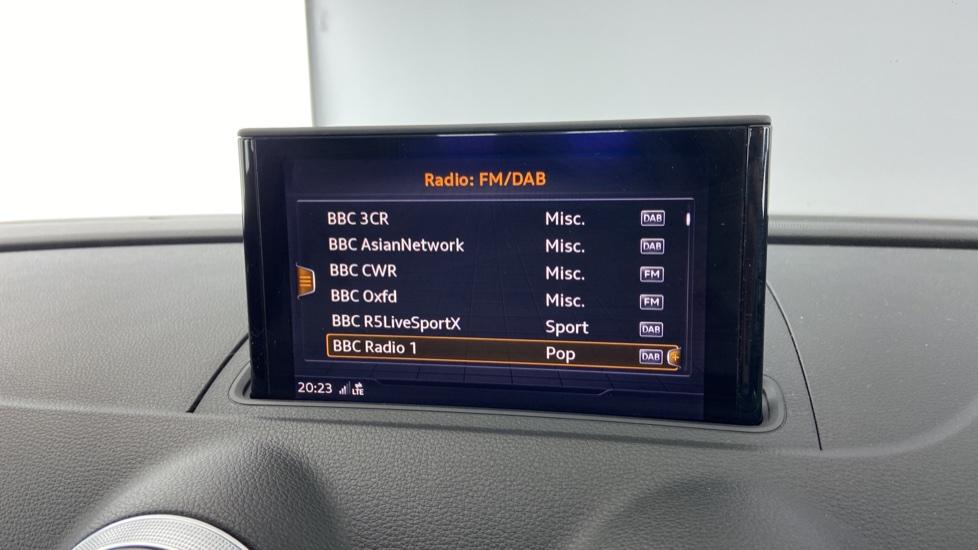 Radio: FM/DAB
BBC 3CR Misc. DAB
BBC AsianNetwork Misc. DAB
BBC CWR Misc. FM
BBC Oxfd Misc. FM
BBC R5LiveSportX Sport DAB
BBC Radio 1 Pop DAB
20:23 LTE